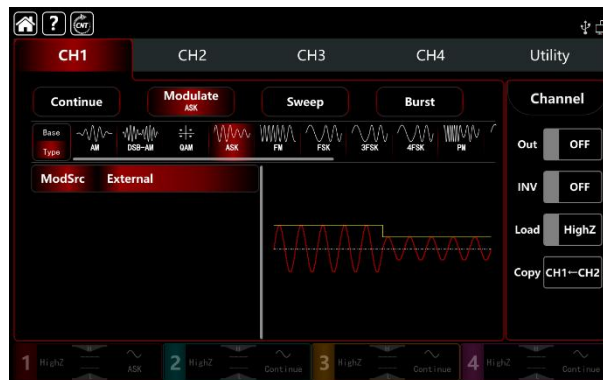 ? CNT
CH1 CH2 CH3 CH4 Utility
Continue Modulate ASK Sweep Burst Channel
Base Type AM DSB-AM QAM ASK FM FSK 3FSK 4FSK PM
Out OFF
ModSrc External
INV OFF
Load HighZ
Copy CH1←CH2
1 HighZ ASK 2 HighZ Continue 3 HighZ Continue 4 HighZ Continue